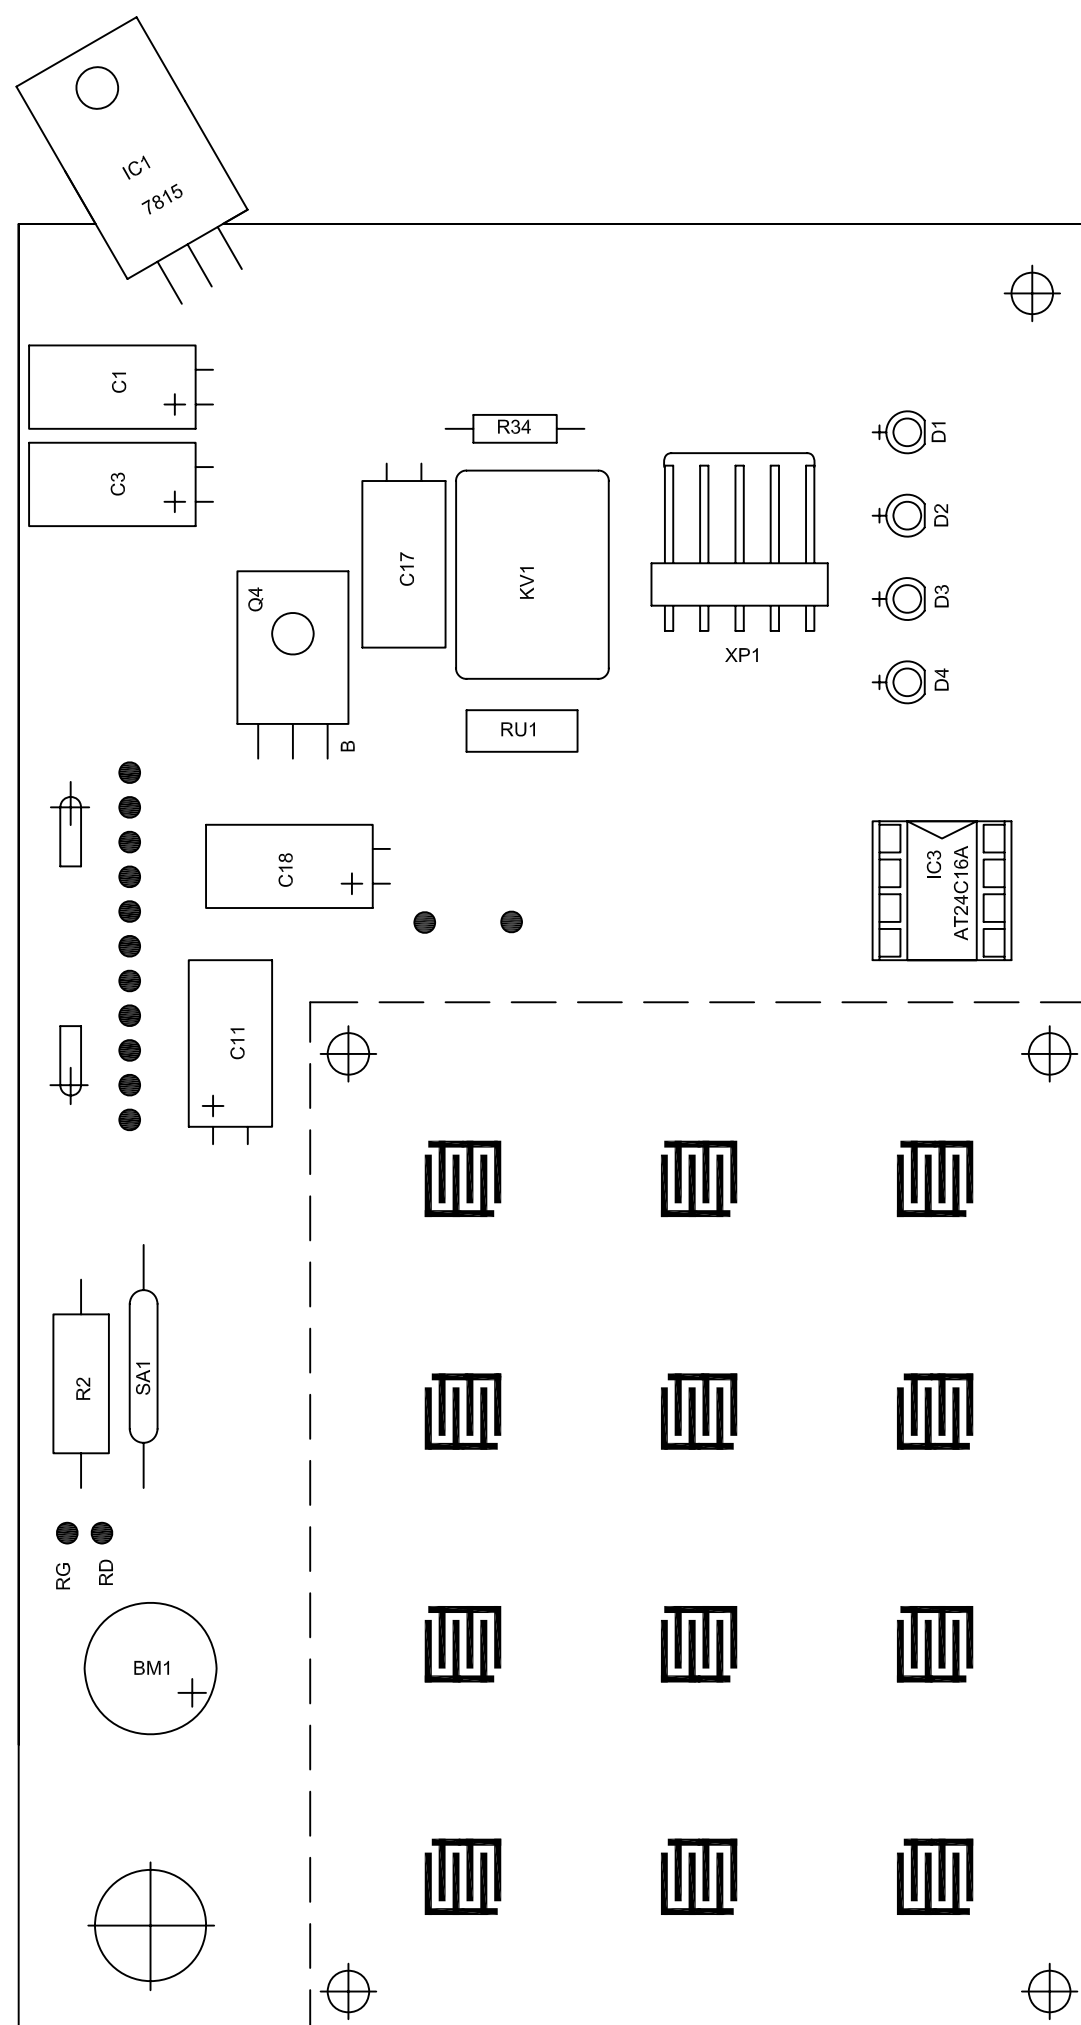 IC1
7815
C1
C3
R34
D1
D2
D3
D4
C17
KV1
Q4
B
XP1
RU1
C18
IC3
AT24C16A
C11
R2
SA1
RG
RD
BM1